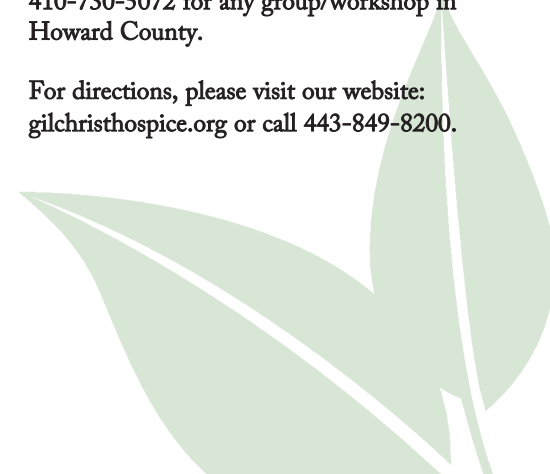 410-730-5072 for any group/workshop in
Howard County.
For directions, please visit our website:
gilchristhospice.org or call 443-849-8200.